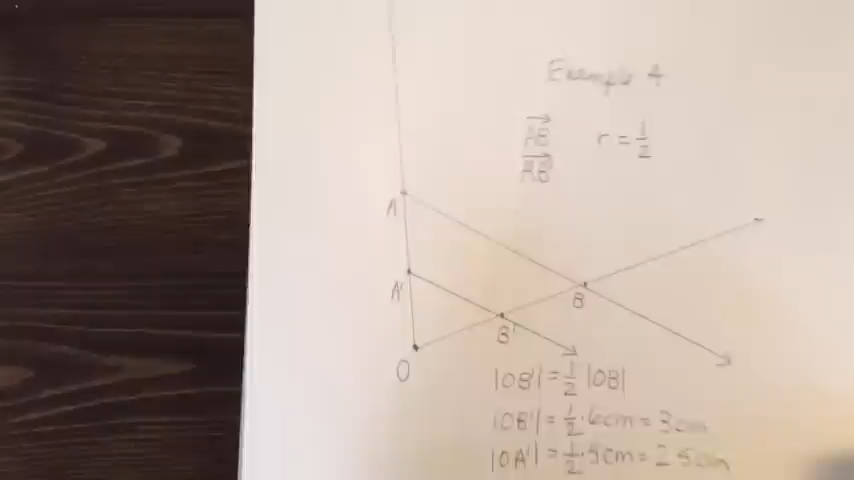 Example 4
AB r = 1/2
AB
A
A'
B
B'
O
|OB'| = 1/2 |OB|
|OB'| = 1/2 · 6cm = 3cm
|OA'| = 1/2 · 5cm = 2.5cm